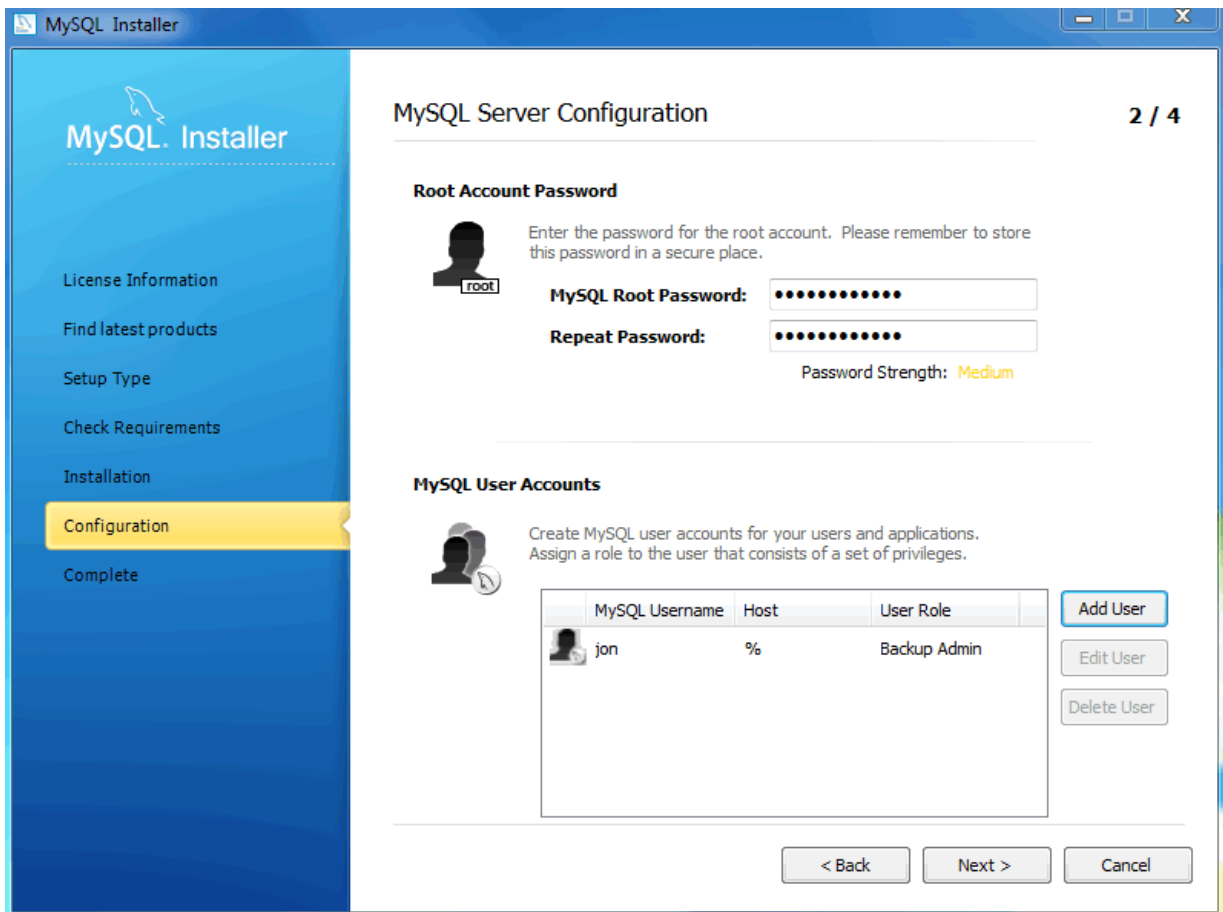 MySQL Installer
MySQL. Installer
License Information
Find latest products
Setup Type
Check Requirements
Installation
Configuration
Complete
MySQL Server Configuration
2 / 4
Root Account Password
root
Enter the password for the root account. Please remember to store
this password in a secure place.
MySQL Root Password: ●●●●●●●●●●●●
Repeat Password: ●●●●●●●●●●●●
Password Strength: Medium
MySQL User Accounts
Create MySQL user accounts for your users and applications.
Assign a role to the user that consists of a set of privileges.
MySQL Username Host User Role
jon % Backup Admin
Add User
Edit User
Delete User
< Back Next > Cancel